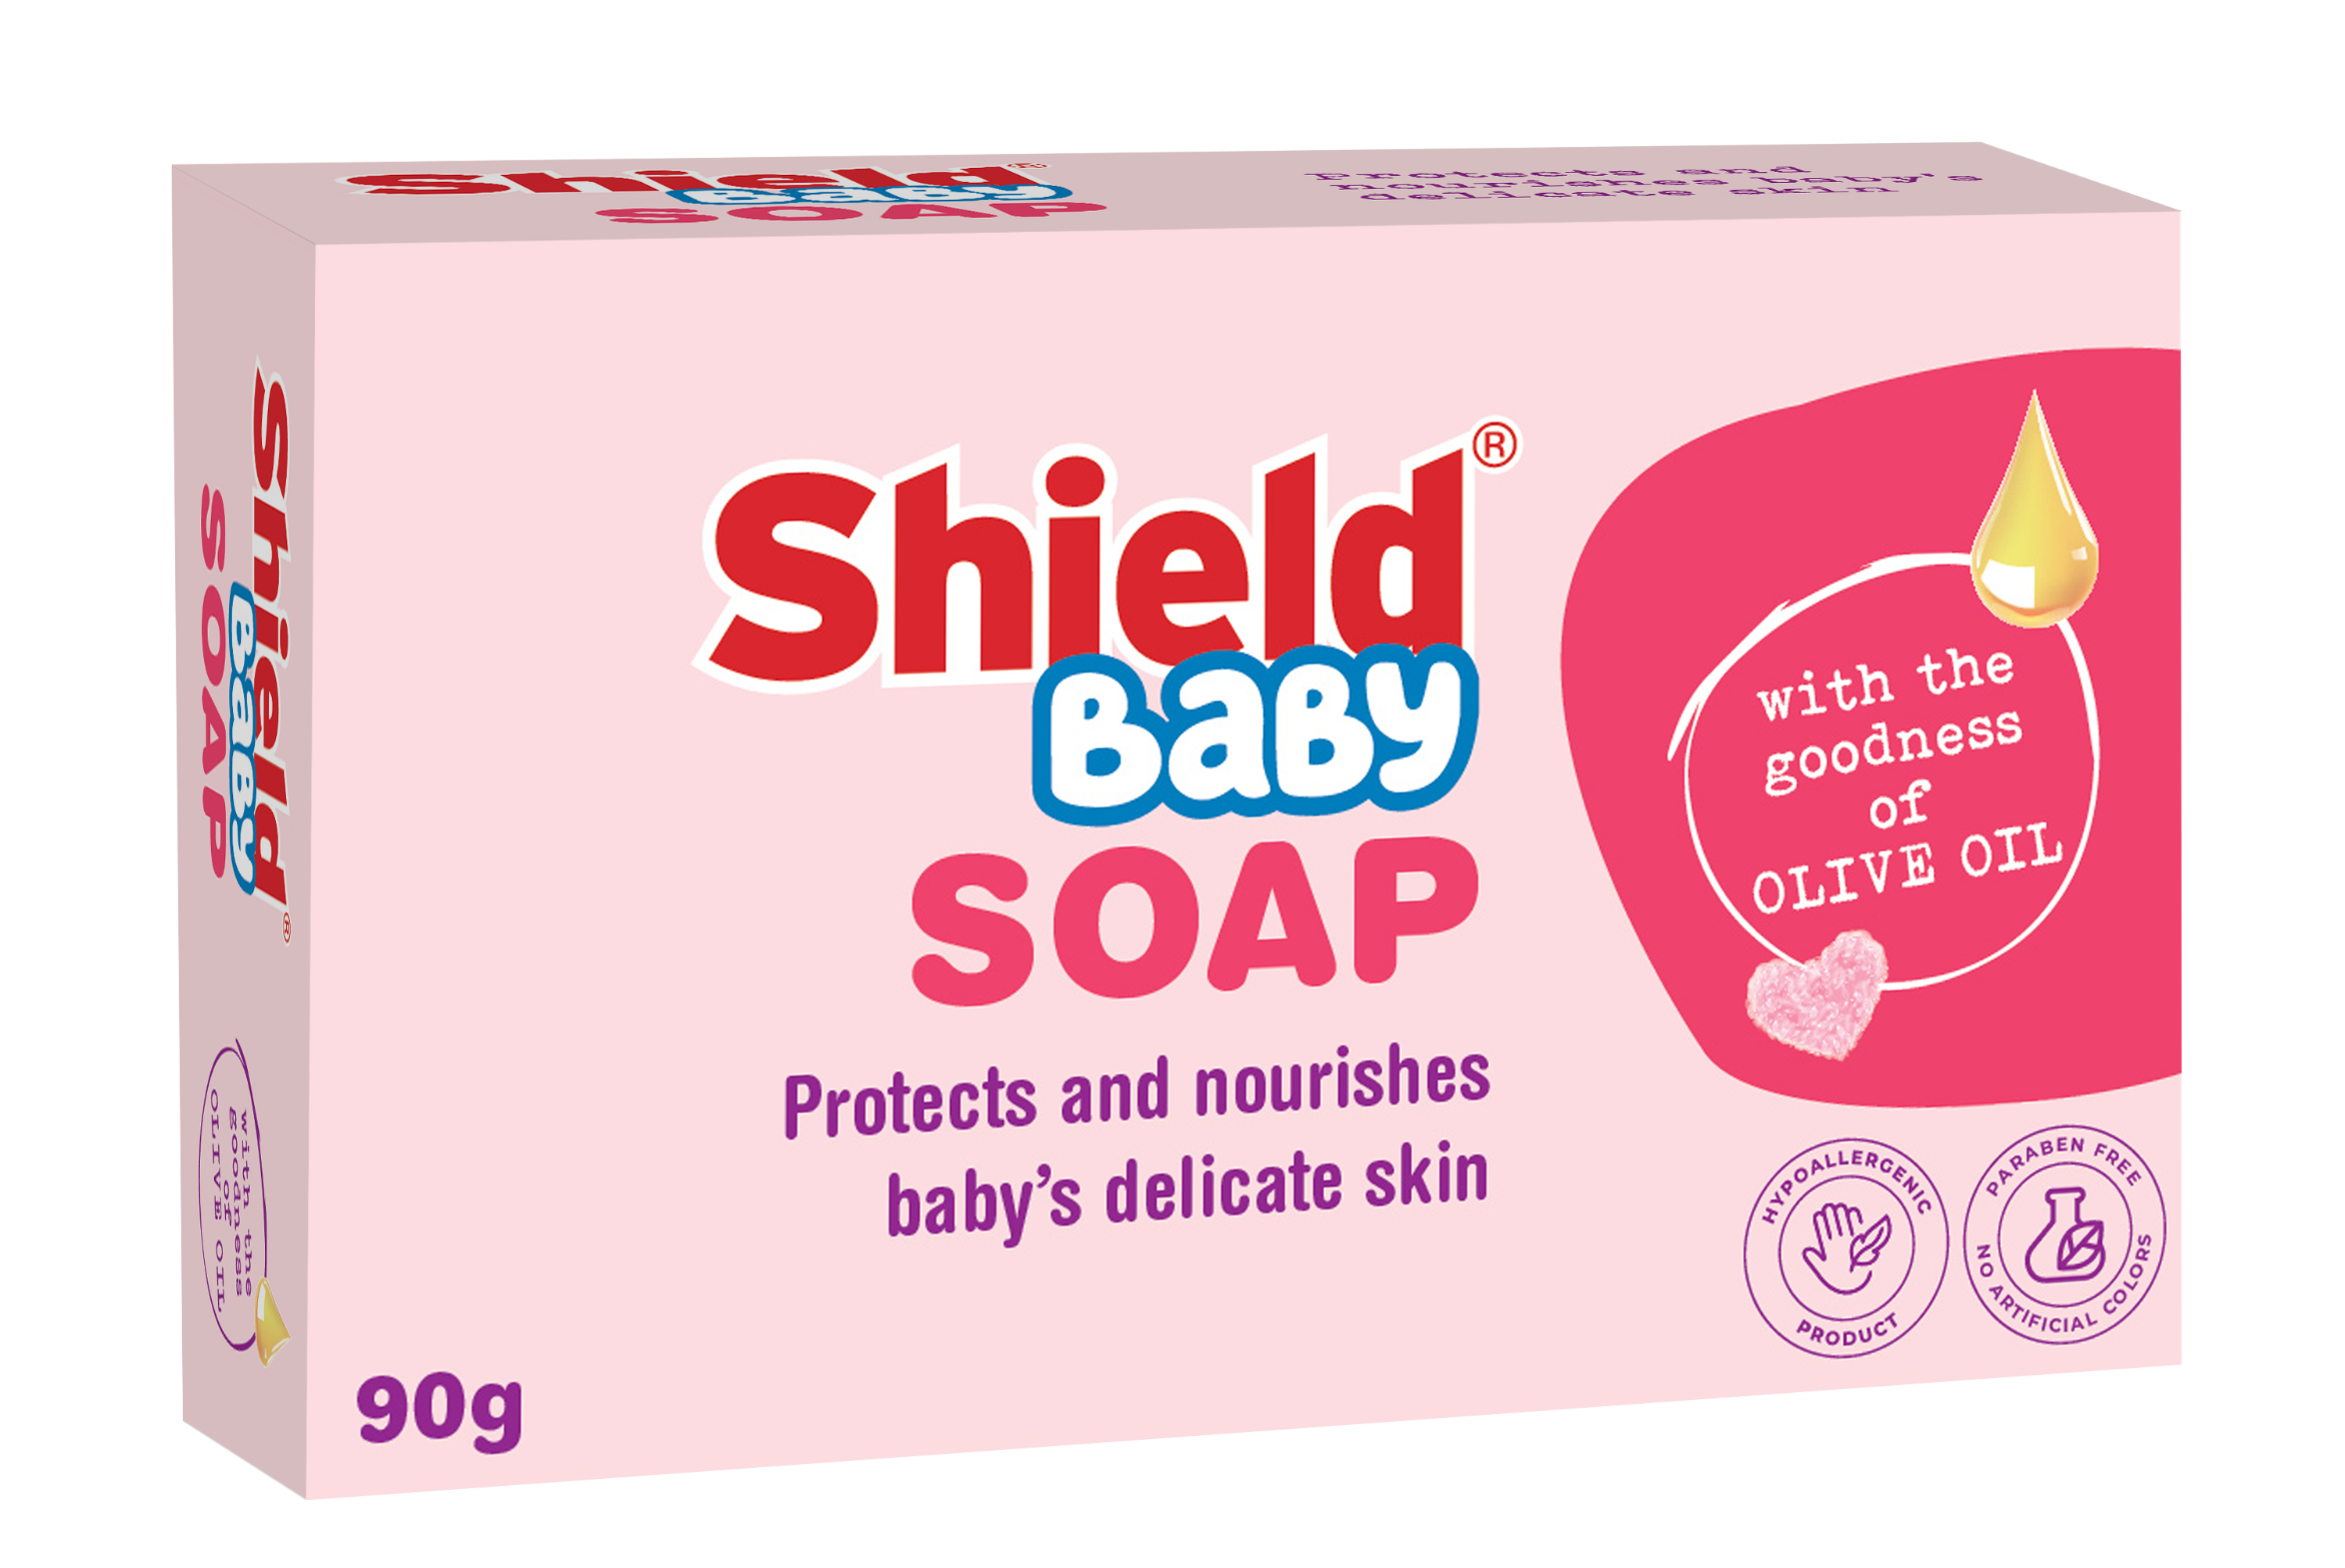 Shield®
Baby
SOAP
Protects and
nourishes baby's
delicate skin
Shield®
Baby
SOAP
with the
goodness
of
OLIVE OIL
Shield®
Baby
SOAP
Protects and nourishes
baby’s delicate skin
90g
with the
goodness
of
OLIVE OIL
HYPOALLERGENIC
PRODUCT
PARABEN FREE
NO ARTIFICIAL COLORS